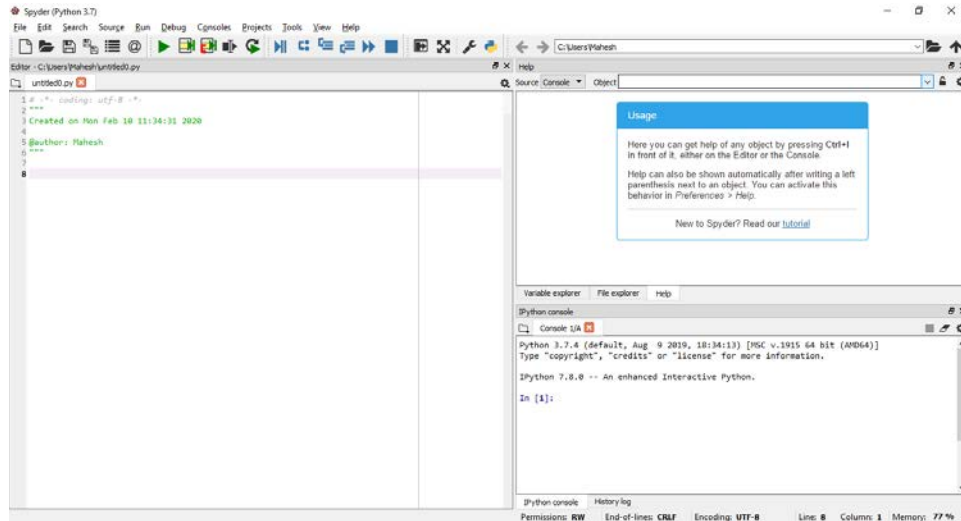 Spyder (Python 3.7)
File Edit Search Source Run Debug Consoles Projects Tools View Help
C:\Users\Mahesh
Editor - C:\Users\Mahesh\untitled0.py
untitled0.py
1 # -*- coding: utf-8 -*-
2 """
3 Created on Mon Feb 10 11:34:31 2020
4
5 @author: Mahesh
6 """
7
8
Help
Source Console Object
Usage
Here you can get help of any object by pressing Ctrl+I
in front of it, either on the Editor or the Console.
Help can also be shown automatically after writing a left
parenthesis next to an object. You can activate this
behavior in Preferences > Help.
New to Spyder? Read our tutorial
Variable explorer File explorer Help
IPython console
Console 1/A
Python 3.7.4 (default, Aug 9 2019, 18:34:13) [MSC v.1915 64 bit (AMD64)]
Type "copyright", "credits" or "license" for more information.
IPython 7.8.0 -- An enhanced Interactive Python.
In [1]:
IPython console History log
Permissions: RW End-of-lines: CRLF Encoding: UTF-8 Line: 8 Column: 1 Memory: 77 %